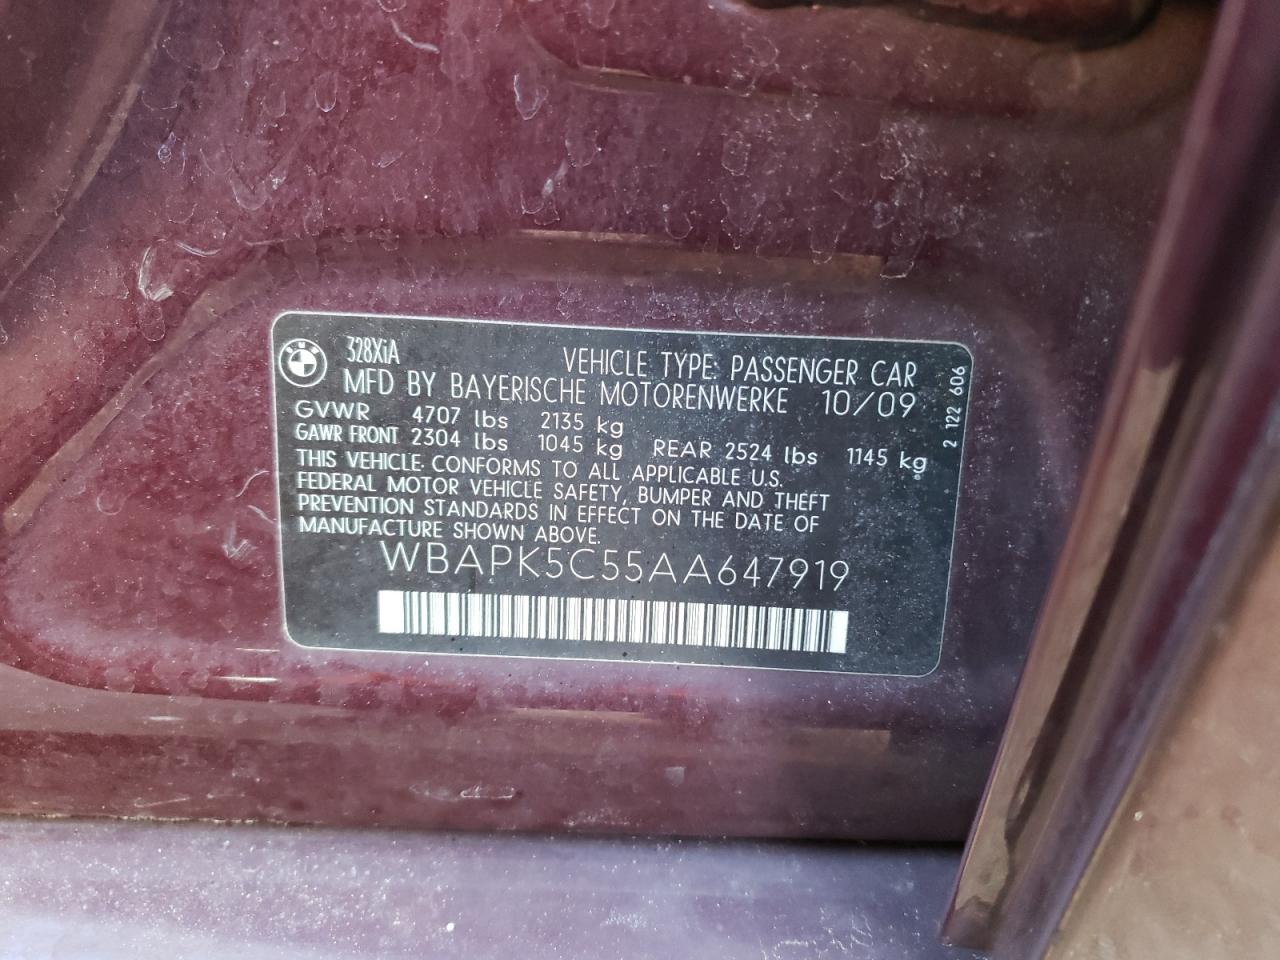 328XiA
VEHICLE TYPE: PASSENGER CAR
MFD BY BAYERISCHE MOTORENWERKE 10/09
GVWR 4707 lbs 2135 kg
GAWR FRONT 2304 lbs 1045 kg REAR 2524 lbs 1145 kg
THIS VEHICLE CONFORMS TO ALL APPLICABLE U.S.
FEDERAL MOTOR VEHICLE SAFETY, BUMPER AND THEFT
PREVENTION STANDARDS IN EFFECT ON THE DATE OF
MANUFACTURE SHOWN ABOVE.
WBAPK5C55AA647919
2 122 606